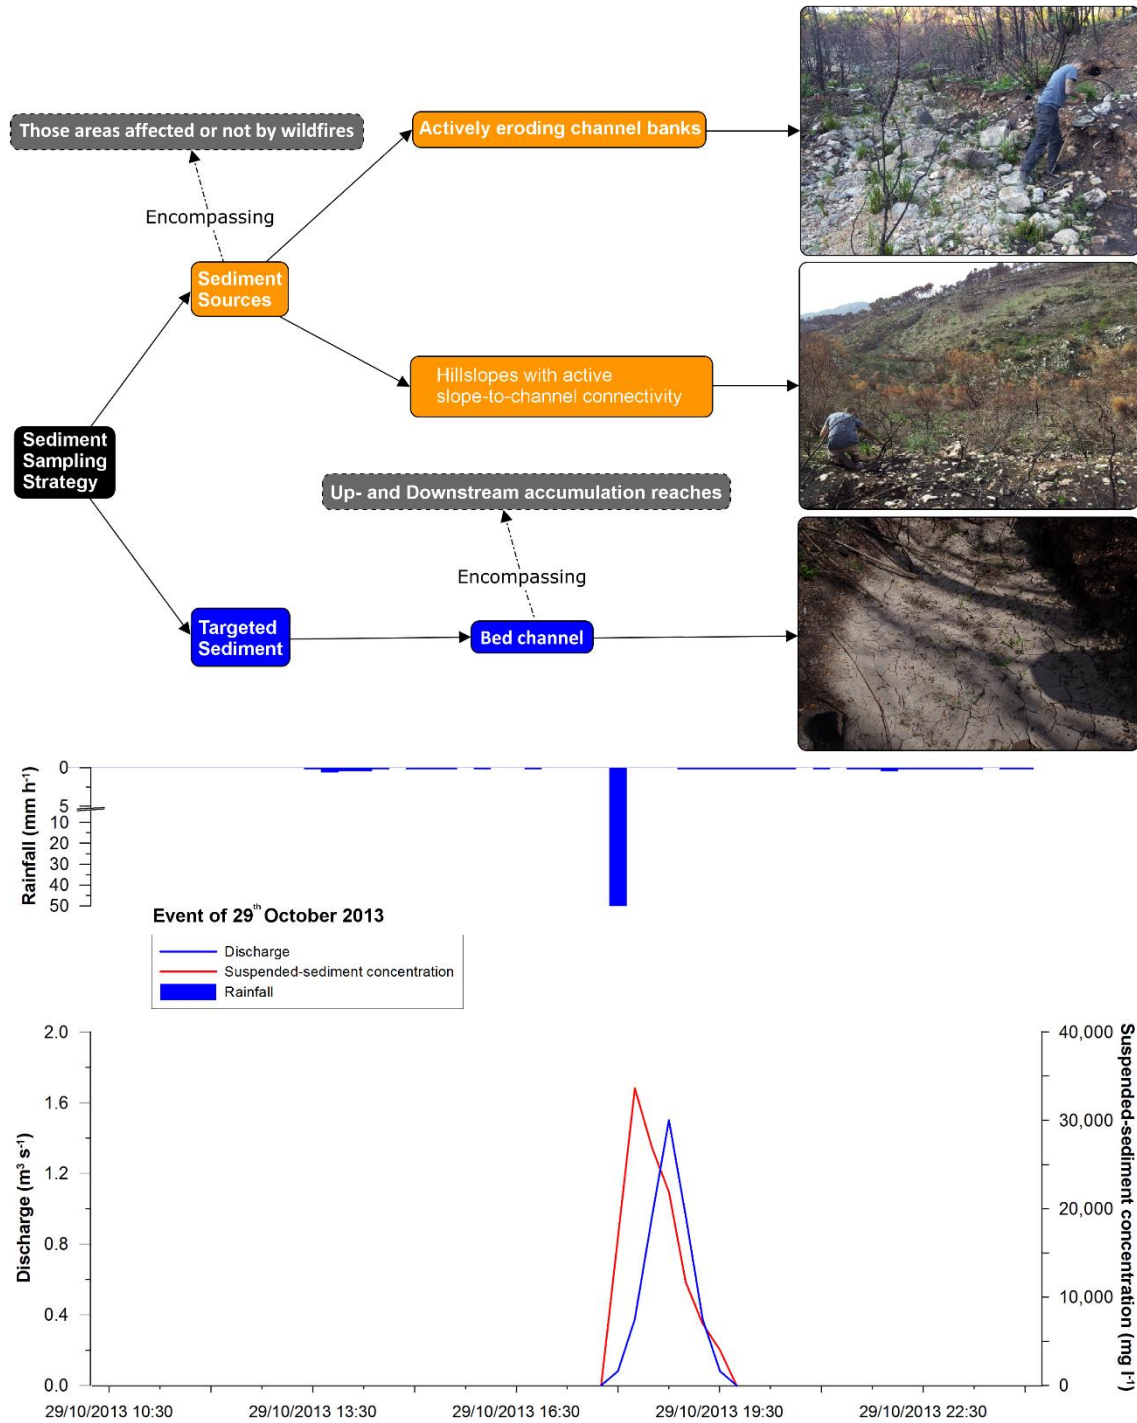 Those areas affected or not by wildfires
Actively eroding channel banks
Encompassing
Sediment
Sources
Hillslopes with active
slope-to-channel connectivity
Sediment
Sampling
Strategy
Up- and Downstream accumulation reaches
Encompassing
Targeted
Sediment
Bed channel
Rainfall (mm h⁻¹)
0
5
10
20
30
40
50
Event of 29th October 2013
Discharge
Suspended-sediment concentration
Rainfall
Discharge (m³ s⁻¹)
2.0
1.6
1.2
0.8
0.4
0.0
40,000
30,000
20,000
10,000
0
Suspended-sediment concentration (mg l⁻¹)
29/10/2013 10:30
29/10/2013 13:30
29/10/2013 16:30
29/10/2013 19:30
29/10/2013 22:30